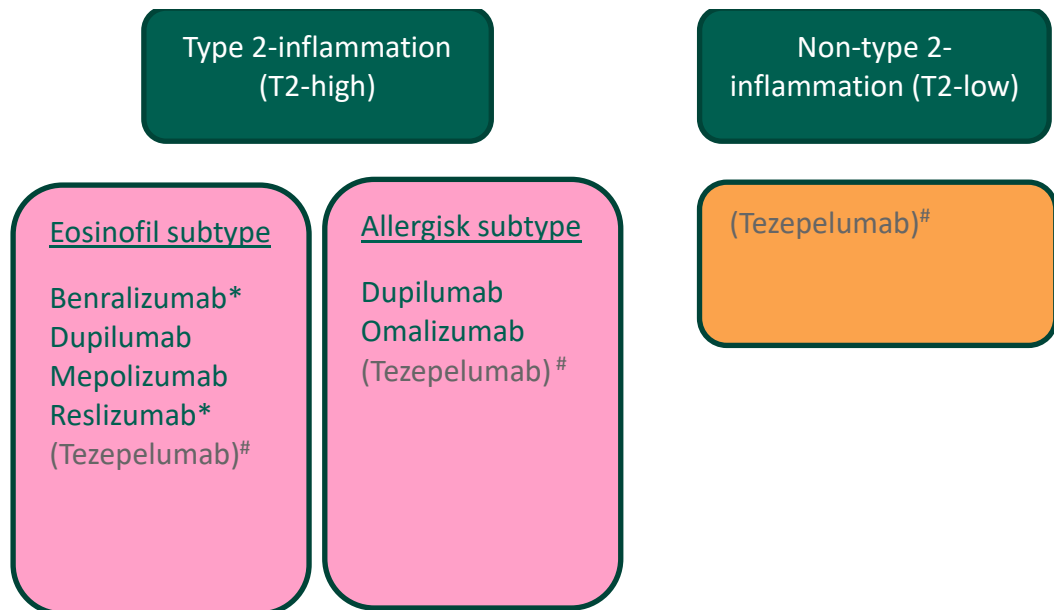 Type 2-inflammation
(T2-high)
Non-type 2-
inflammation (T2-low)
Eosinofil subtype
Benralizumab*
Dupilumab
Mepolizumab
Reslizumab*
(Tezepelumab)#
Allergisk subtype
Dupilumab
Omalizumab
(Tezepelumab) #
(Tezepelumab)#